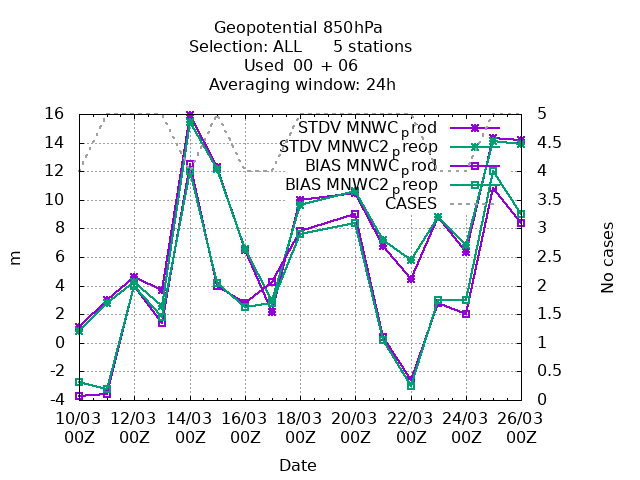 Geopotential 850hPa
Selection: ALL 5 stations
Used 00 + 06
Averaging window: 24h
STDV MNWC_prod
STDV MNWC2_preop
BIAS MNWC_prod
BIAS MNWC2_preop
CASES
16
14
12
10
8
6
4
2
0
-2
-4
m
5
4.5
4
3.5
3
2.5
2
1.5
1
0.5
0
No cases
10/03 12/03 14/03 16/03 18/03 20/03 22/03 24/03 26/03
00Z 00Z 00Z 00Z 00Z 00Z 00Z 00Z 00Z
Date